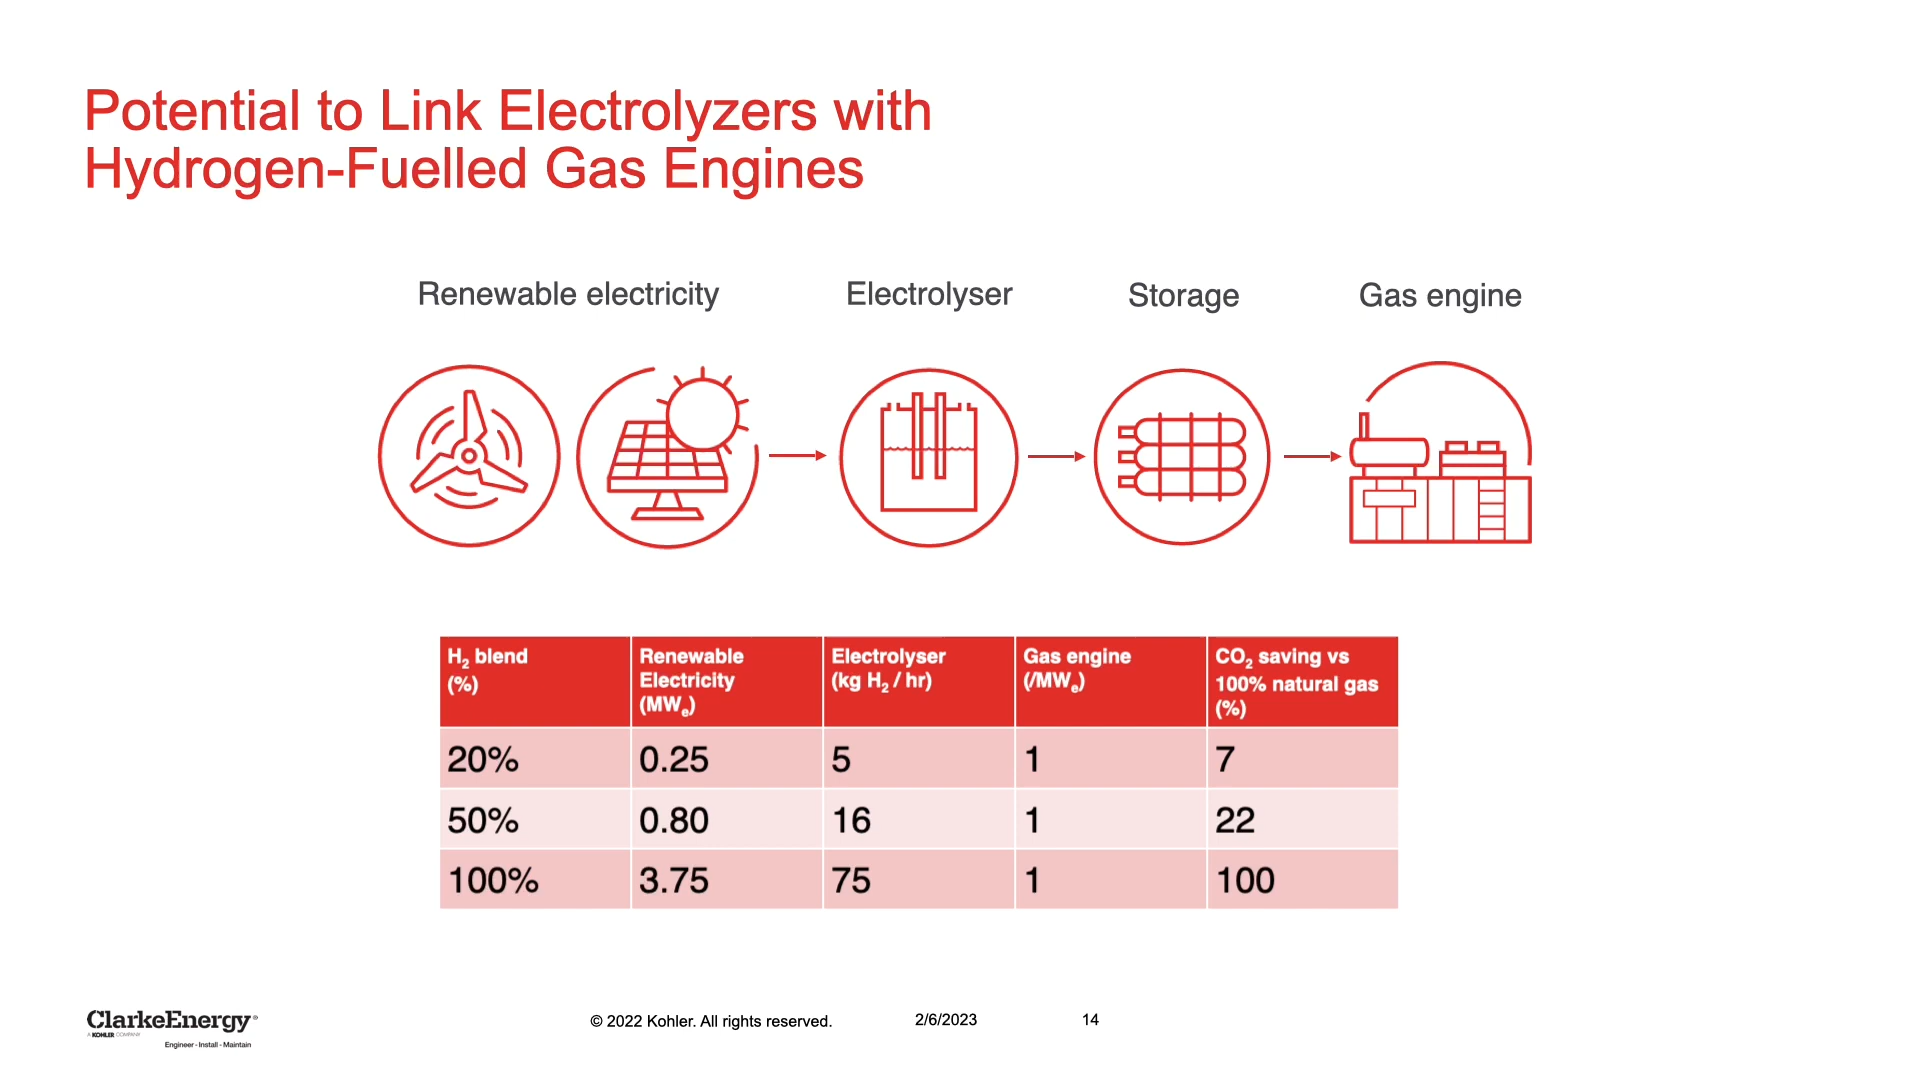 Potential to Link Electrolyzers with
Hydrogen-Fuelled Gas Engines
Renewable electricity
Electrolyser
Storage
Gas engine
H₂ blend (%)
Renewable Electricity (MWₑ)
Electrolyser (kg H₂ / hr)
Gas engine (/MWₑ)
CO₂ saving vs 100% natural gas (%)
20% 0.25 5 1 7
50% 0.80 16 1 22
100% 3.75 75 1 100
ClarkeEnergy®
A KOHLER COMPANY
Engineer - Install - Maintain
© 2022 Kohler. All rights reserved.
2/6/2023
14